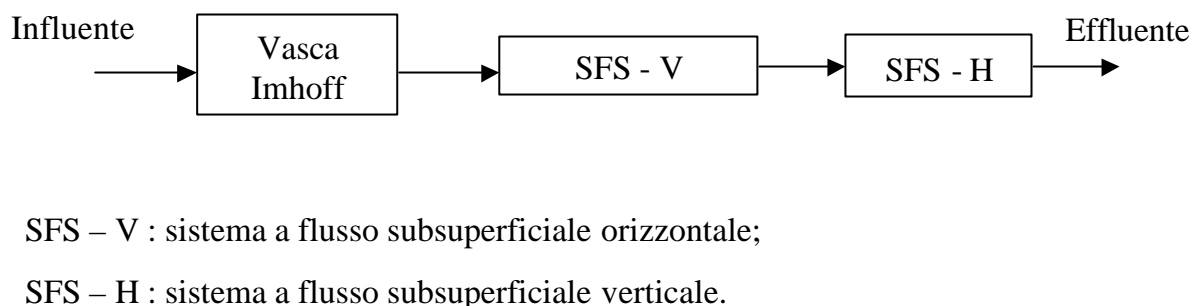 Influente
Effluente
Vasca
Imhoff
SFS - V
SFS - H
SFS – V : sistema a flusso subsuperficiale orizzontale;
SFS – H : sistema a flusso subsuperficiale verticale.